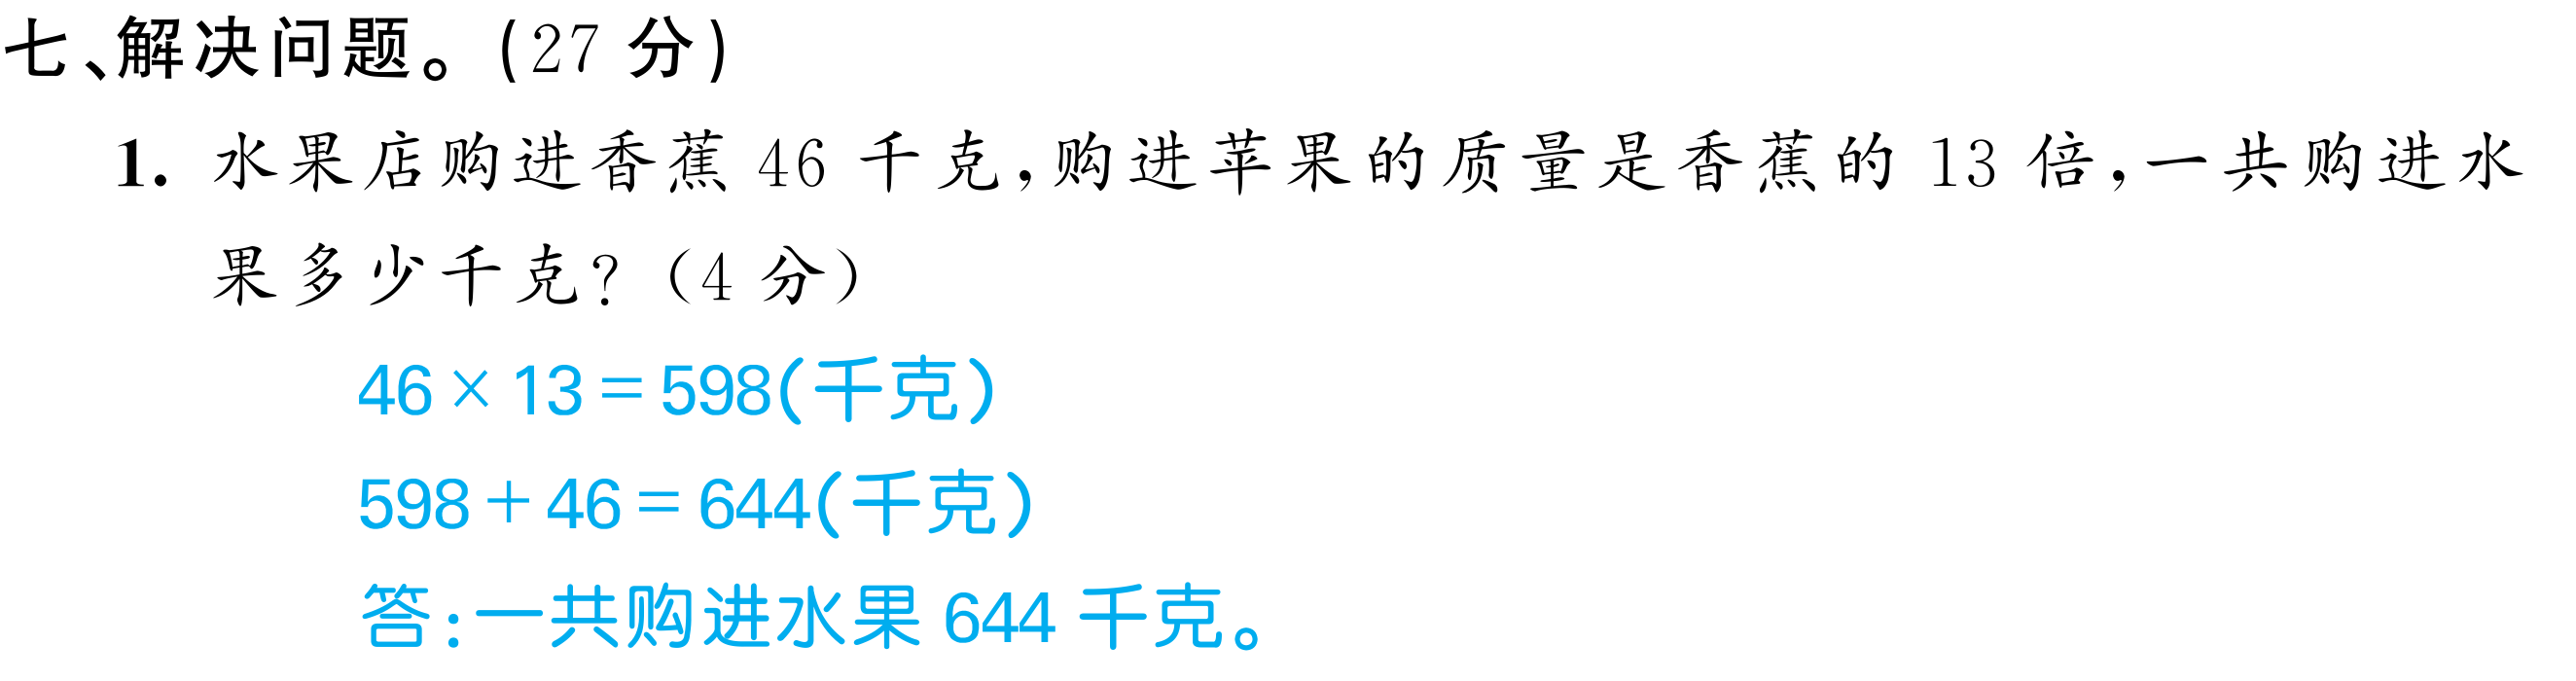 七、解决问题。(27 分)
1. 水果店购进香蕉 46 千克,购进苹果的质量是香蕉的 13 倍,一共购进水
果多少千克?(4 分)
46 × 13 = 598(千克)
598 + 46 = 644(千克)
答:一共购进水果 644 千克。